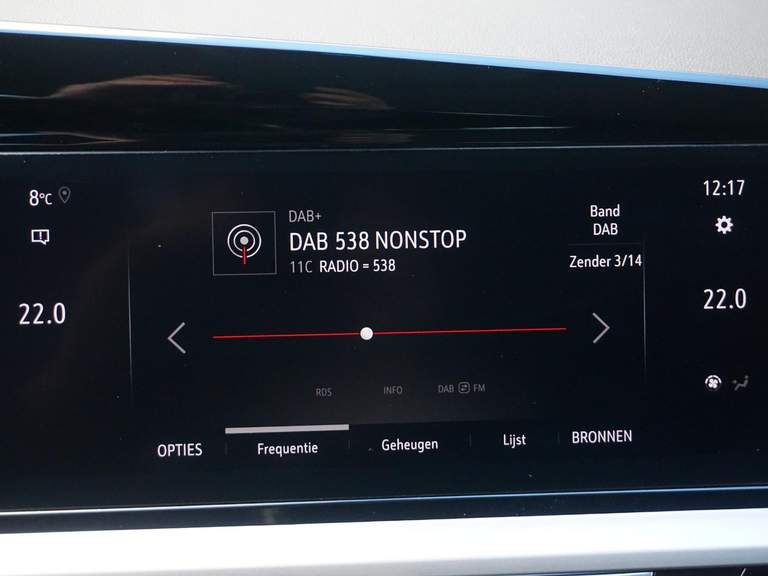 8°C
22.0
DAB+
DAB 538 NONSTOP
11C RADIO = 538
Band
DAB
Zender 3/14
12:17
22.0
RDS INFO DAB FM
OPTIES Frequentie Geheugen Lijst BRONNEN